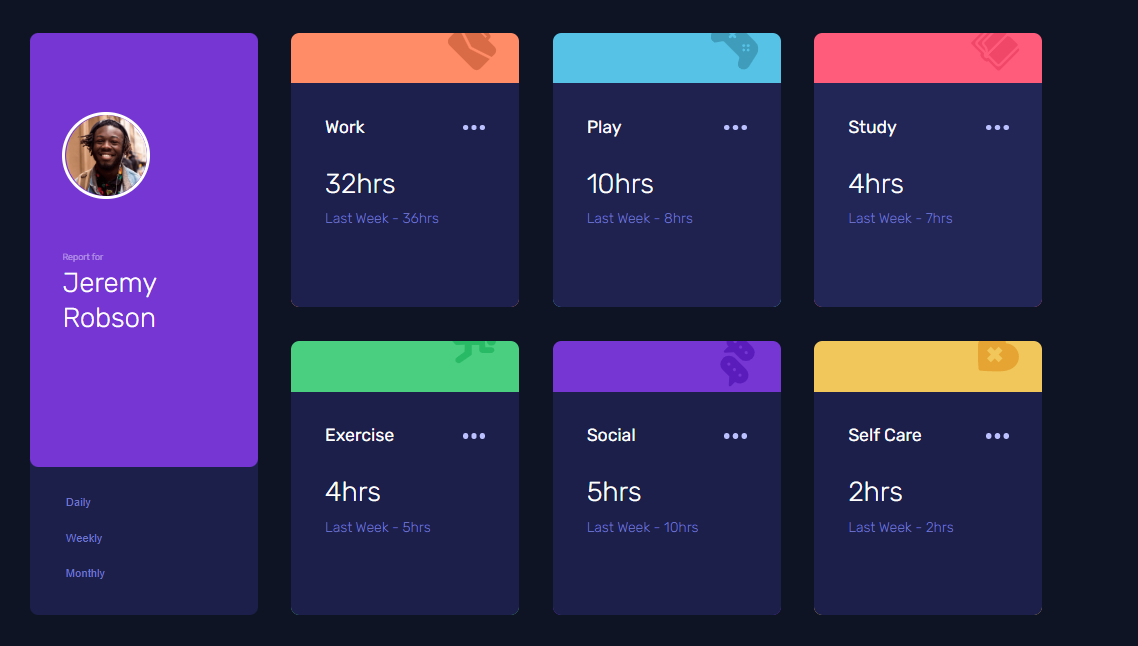 Report for
Jeremy
Robson
Daily
Weekly
Monthly
Work
32hrs
Last Week - 36hrs
Play
10hrs
Last Week - 8hrs
Study
4hrs
Last Week - 7hrs
Exercise
4hrs
Last Week - 5hrs
Social
5hrs
Last Week - 10hrs
Self Care
2hrs
Last Week - 2hrs